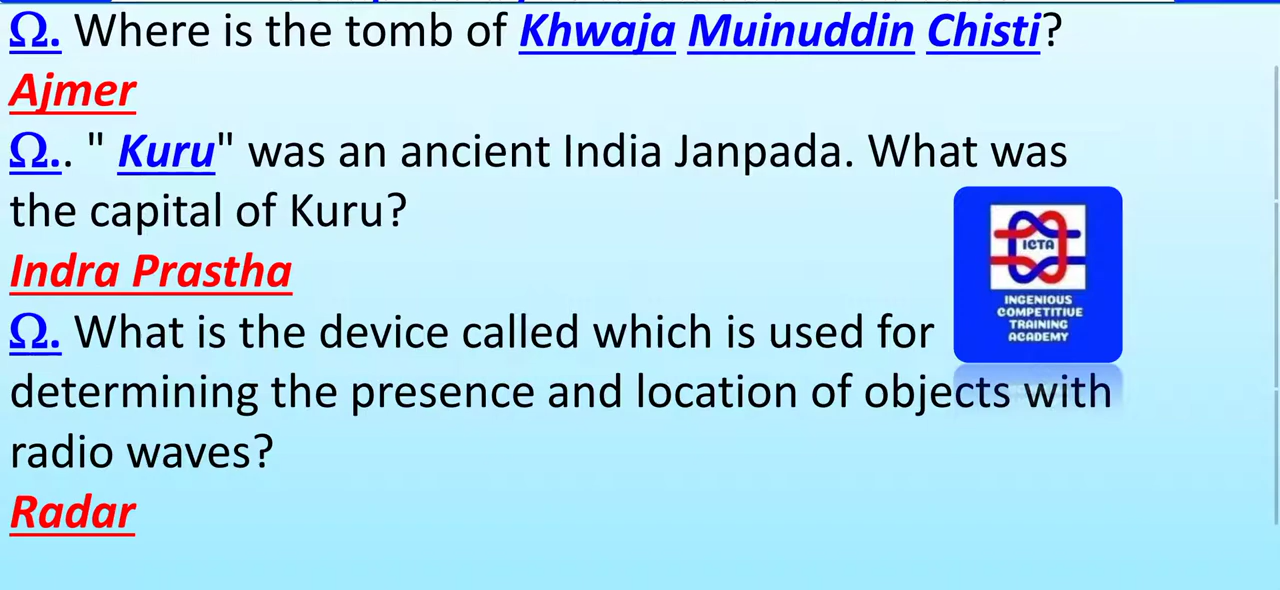 Ω. Where is the tomb of Khwaja Muinuddin Chisti?
Ajmer
Ω.. " Kuru" was an ancient India Janpada. What was
the capital of Kuru?
Indra Prastha
Ω. What is the device called which is used for
determining the presence and location of objects with
radio waves?
Radar
ICTA
INGENIOUS
COMPETITIVE
TRAINING
ACADEMY